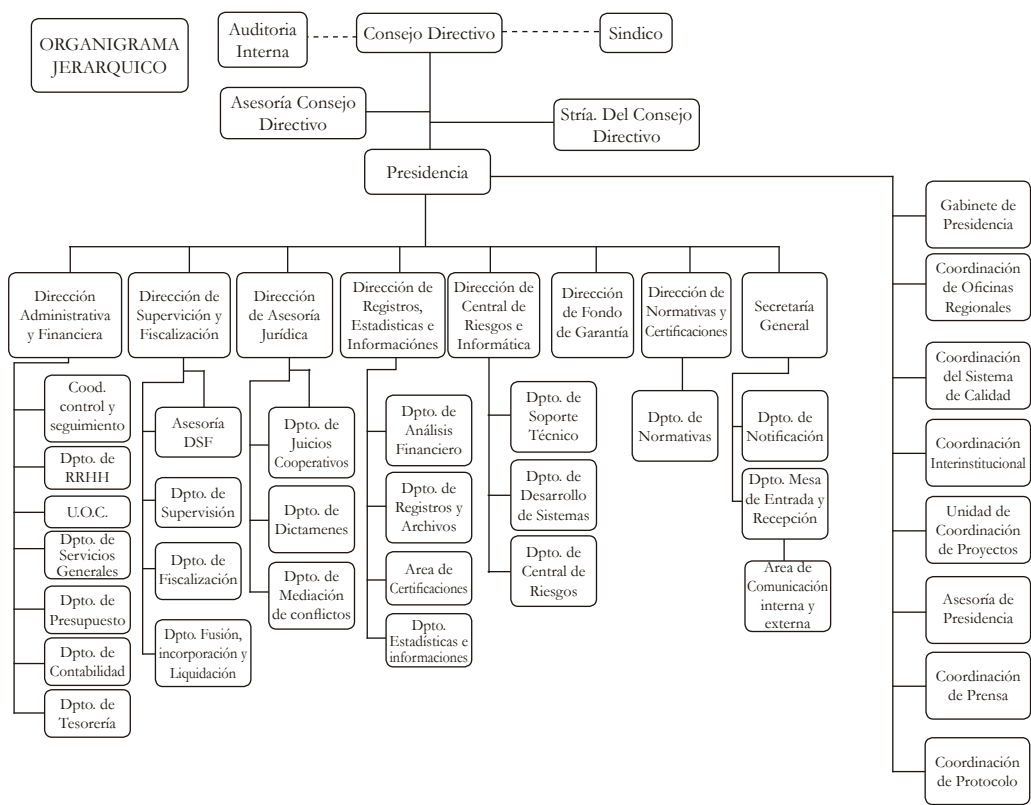 ORGANIGRAMA
JERARQUICO
Auditoria
Interna
Consejo Directivo
Sindico
Asesoría Consejo
Directivo
Stría. Del Consejo
Directivo
Presidencia
Gabinete de
Presidencia
Coordinación
de Oficinas
Regionales
Coordinación
del Sistema
de Calidad
Coordinación
Interinstitucional
Unidad de
Coordinación
de Proyectos
Asesoría de
Presidencia
Coordinación
de Prensa
Coordinación
de Protocolo
Dirección
Administrativa
y Financiera
Cood.
control y
seguimiento
Dpto. de
RRHH
U.O.C.
Dpto. de
Servicios
Generales
Dpto. de
Presupuesto
Dpto. de
Contabilidad
Dpto. de
Tesorería
Dirección de
Supervición y
Fiscalización
Asesoría
DSF
Dpto. de
Supervisión
Dpto. de
Fiscalización
Dpto. Fusión,
incorporación y
Liquidación
Dirección
de Asesoría
Jurídica
Dpto. de
Juicios
Cooperativos
Dpto. de
Dictamenes
Dpto. de
Mediación
de conflictos
Dirección de
Registros,
Estadisticas e
Informaciónes
Dpto. de
Análisis
Financiero
Dpto. de
Registros y
Archivos
Area de
Certificaciones
Dpto.
Estadísticas e
informaciones
Dirección de
Central de
Riesgos e
Informática
Dpto. de
Soporte
Técnico
Dpto. de
Desarrollo
de Sistemas
Dpto. de
Central de
Riesgos
Dirección
de Fondo
de Garantía
Dirección de
Normativas y
Certificaciones
Dpto. de
Normativas
Secretaría
General
Dpto. de
Notificación
Dpto. Mesa
de Entrada y
Recepción
Area de
Comunicación
interna y
externa